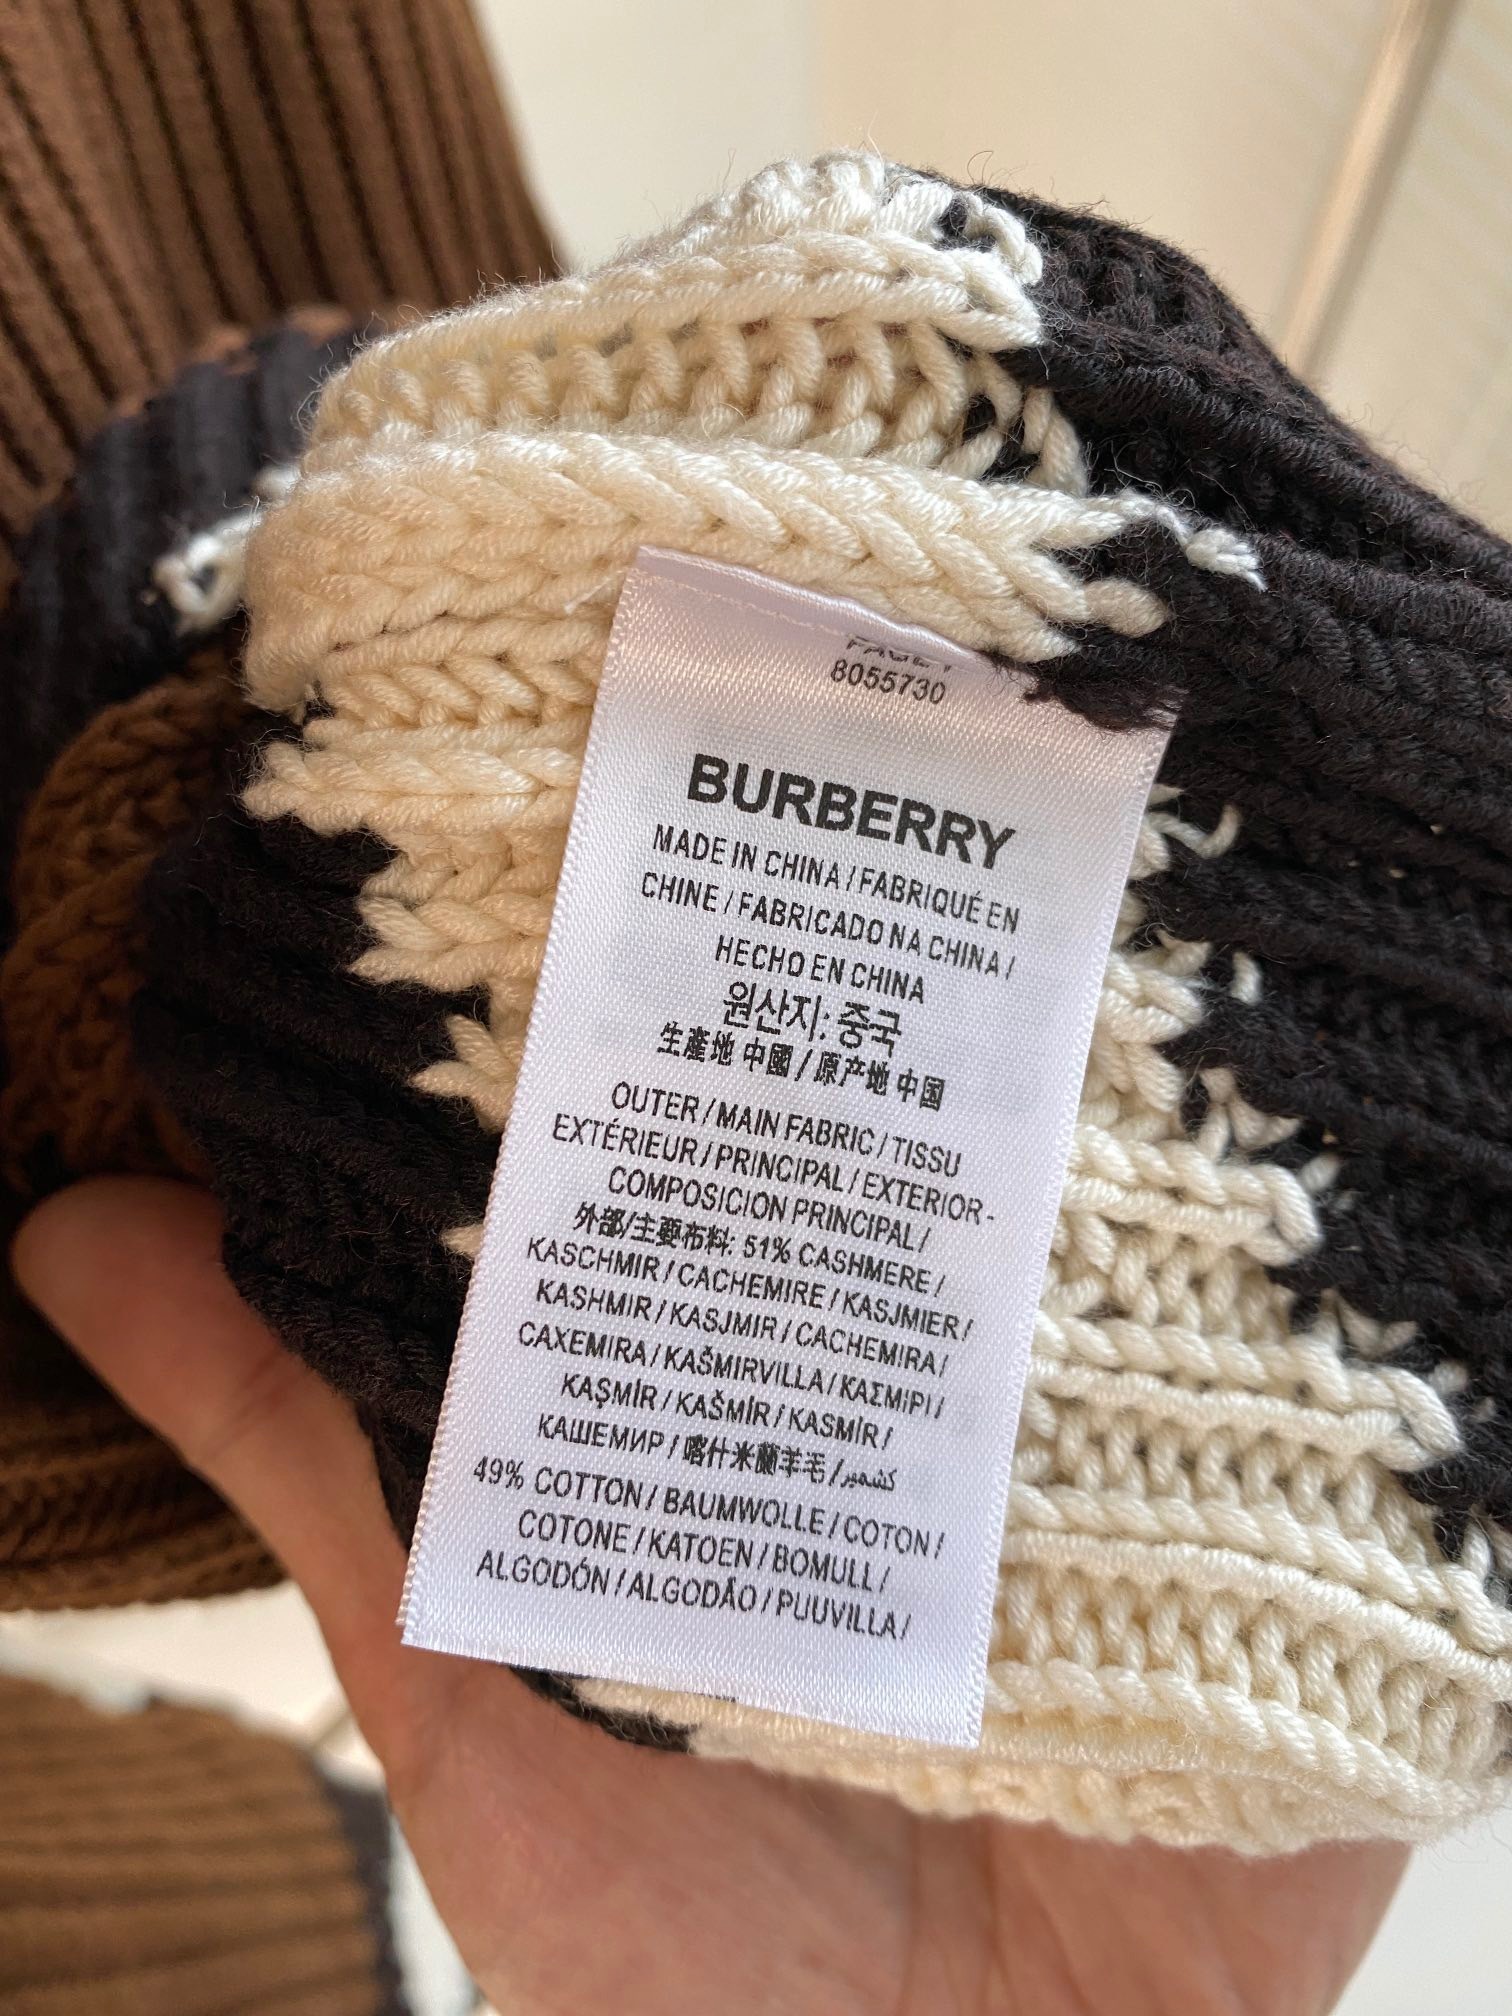 8055730
BURBERRY
MADE IN CHINA / FABRIQUÉ EN
CHINE / FABRICADO NA CHINA /
HECHO EN CHINA
원산지: 중국
生產地 中國 / 原产地 中国
OUTER / MAIN FABRIC / TISSU
EXTÉRIEUR / PRINCIPAL / EXTERIOR -
COMPOSICION PRINCIPAL /
外部/主要布料: 51% CASHMERE /
KASCHMIR / CACHEMIRE / KASJMIER /
KASHMIR / KASJMIR / CACHEMIRA /
CAXEMIRA / KAŠMIRVILLA / ΚΑΣΜΙΡΙ /
KAŞMİR / KAŠMÍR / KASMÍR /
КАШЕМИР / 喀什米蘭羊毛 / كشمير
49% COTTON / BAUMWOLLE / COTON /
COTONE / KATOEN / BOMULL /
ALGODÓN / ALGODÃO / PUUVILLA /